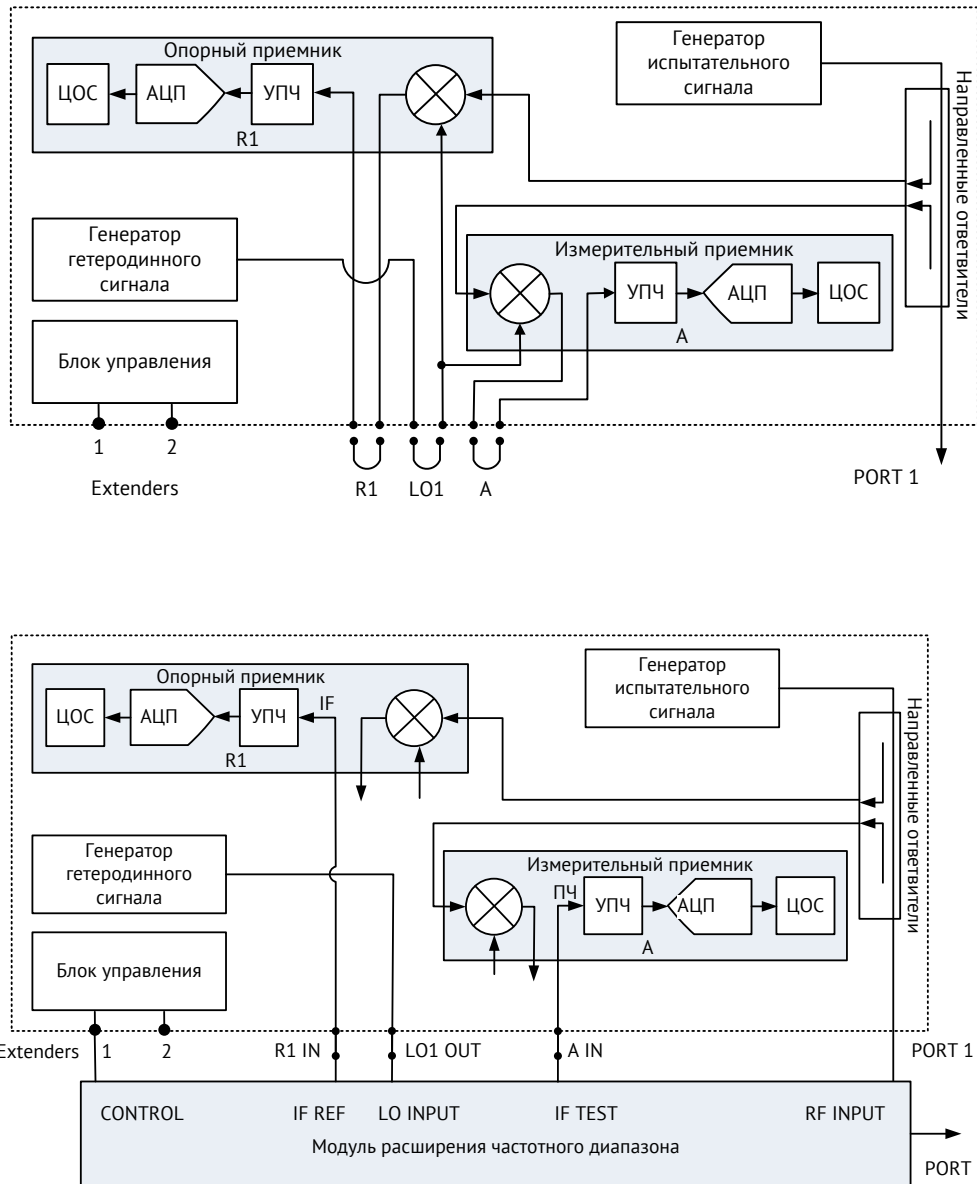 Опорный приемник
ЦОС
АЦП
УПЧ
R1
Генератор
испытательного
сигнала
Направленные ответвители
Генератор
гетеродинного
сигнала
Измерительный приемник
УПЧ
АЦП
ЦОС
A
Блок управления
1
2
Extenders
R1
LO1
A
PORT 1
Опорный приемник
ЦОС
АЦП
УПЧ
IF
R1
Генератор
испытательного
сигнала
Направленные ответвители
Генератор
гетеродинного
сигнала
Измерительный приемник
ПЧ
УПЧ
АЦП
ЦОС
A
Блок управления
Extenders
1
2
R1 IN
LO1 OUT
A IN
PORT 1
CONTROL
IF REF
LO INPUT
IF TEST
RF INPUT
Модуль расширения частотного диапазона
PORT